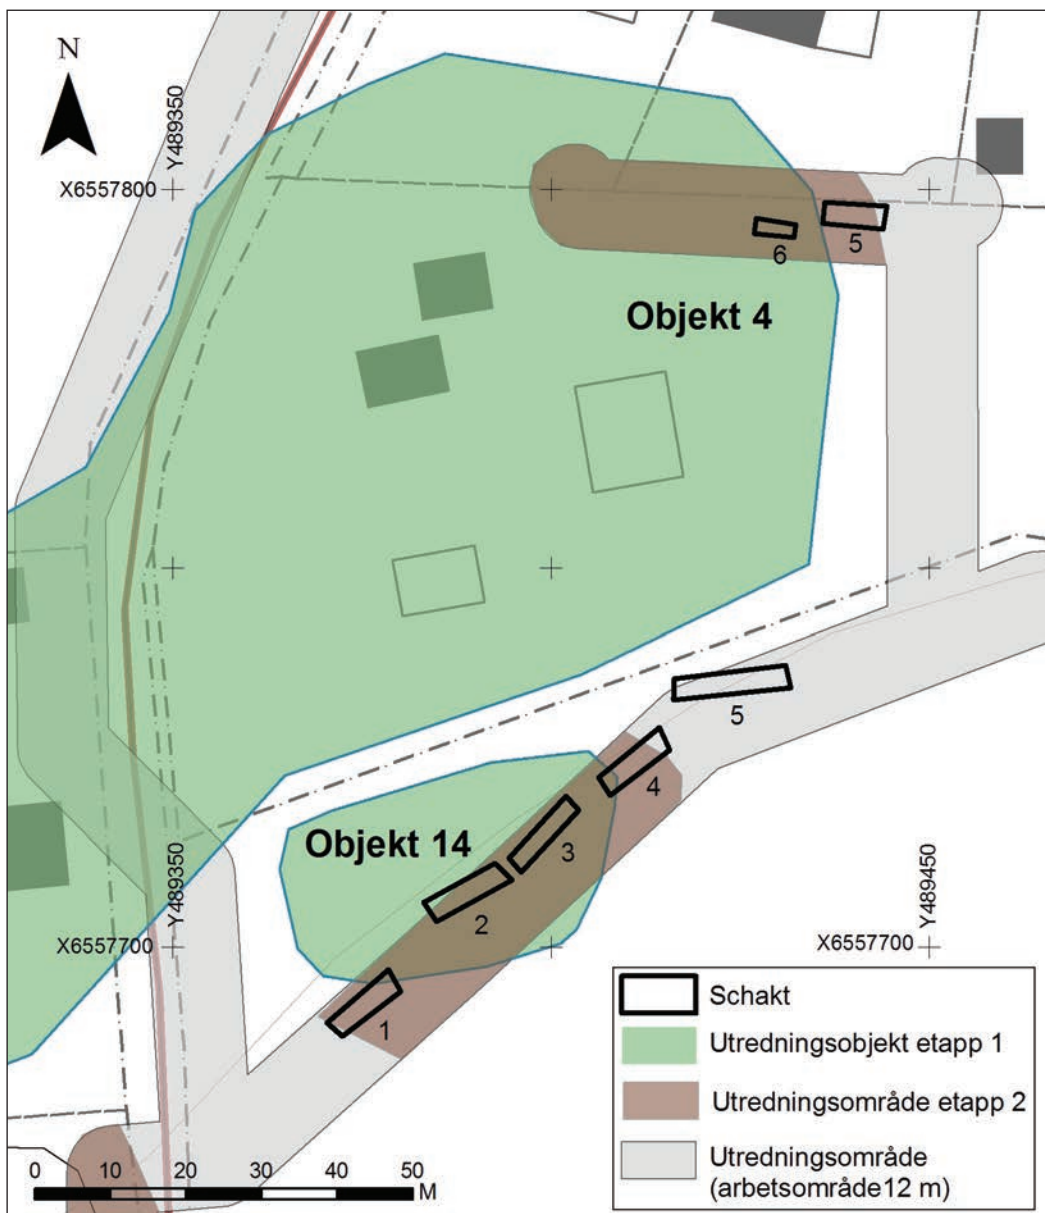 N
Y489350
X6557800
5
6
Objekt 4
5
4
Objekt 14
3
2
Y489350
Y489450
X6557700
X6557700
1
Schakt
Utredningsobjekt etapp 1
Utredningsområde etapp 2
Utredningsområde
(arbetsområde12 m)
0 10 20 30 40 50
M